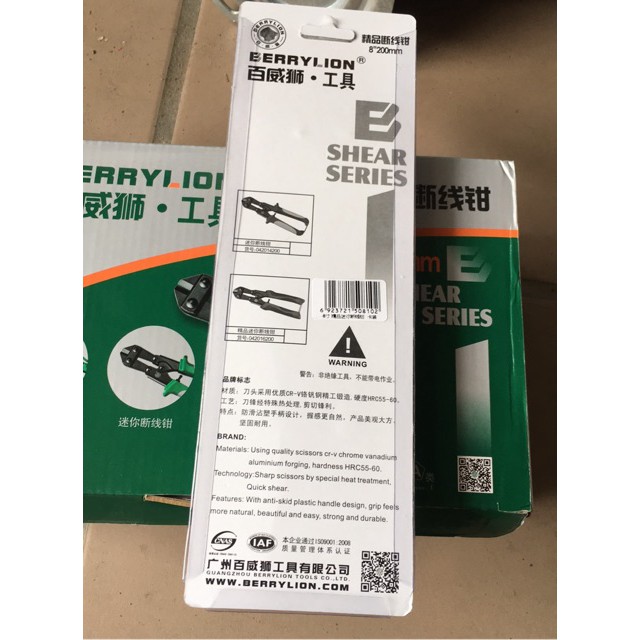 BERRYLION®
百威狮·工具
精品断线钳
8"200mm
SHEAR
SERIES
迷你断线钳
货号:042014200
精品迷你断线钳
货号:042016200
6 923721 308102
WARNING
警告：非绝缘工具，不能带电作业。
品牌标志
材质：刀头采用优质CR-V铬钒钢精工锻造,硬度HRC55-60。
工艺：刀锋经特殊热处理,剪切锋利。
特点：防滑沾塑手柄设计，握感更自然，产品美观大方、
坚固耐用。
BRAND:
Materials: Using quality scissors cr-v chrome vanadium
aluminium forging, hardness HRC55-60.
Technology:Sharp scissors by special heat treatment,
Quick shear.
Features: With anti-skid plastic handle design, grip feels
more natural, beautiful and easy, strong and durable.
CNAS
IAF
本企业通过ISO9001:2008
质量管理体系认证
广州百威狮工具有限公司
GUANGZHOU BERRYLION TOOLS CO.,LTD.
HTTP://WWW.BERRYLION.COM
ERRYLION
威狮·工具
迷你断线钳
断线钳
mm
HEAR
SERIES